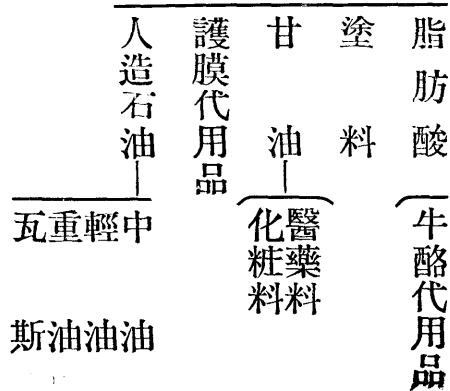 脂肪酸
牛酪代用品
塗料
甘油
醫藥料
化粧料
護膜代用品
人造石油
中油
輕油
重油
瓦斯